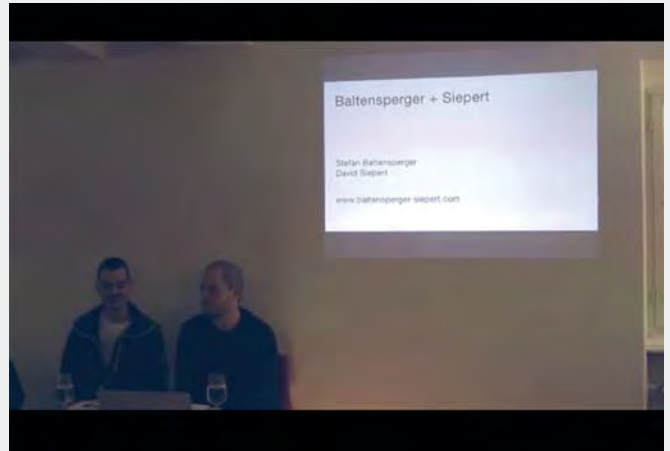 Baltensperger + Siepert
Stefan Baltensperger
David Siepert
www.baltensperger-siepert.com